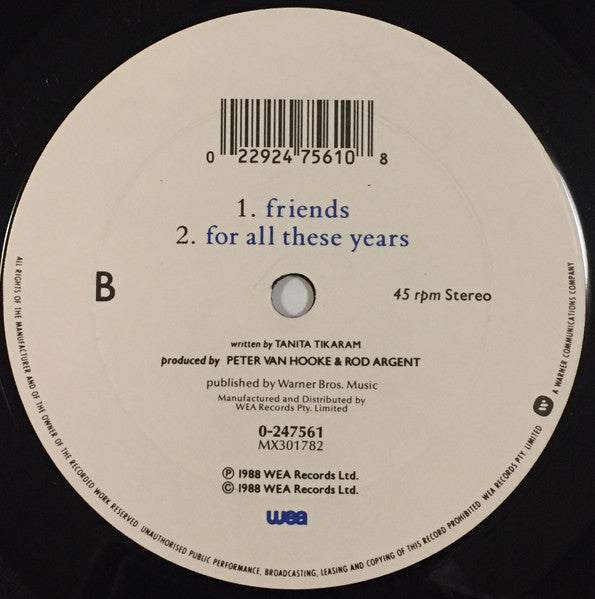 0 22924 75610 8
1. friends
2. for all these years
B
45 rpm Stereo
written by TANITA TIKARAM
produced by PETER VAN HOOKE & ROD ARGENT
published by Warner Bros. Music
Manufactured and Distributed by
WEA Records Pty. Limited
0-247561
MX301782
℗ 1988 WEA Records Ltd.
© 1988 WEA Records Ltd.
wea
ALL RIGHTS OF THE MANUFACTURER AND OF THE OWNER OF THE RECORDED WORK RESERVED. UNAUTHORISED PUBLIC PERFORMANCE, BROADCASTING, LEASING AND COPYING OF THIS RECORD PROHIBITED. WEA RECORDS PTY. LIMITED A WARNER COMMUNICATIONS COMPANY